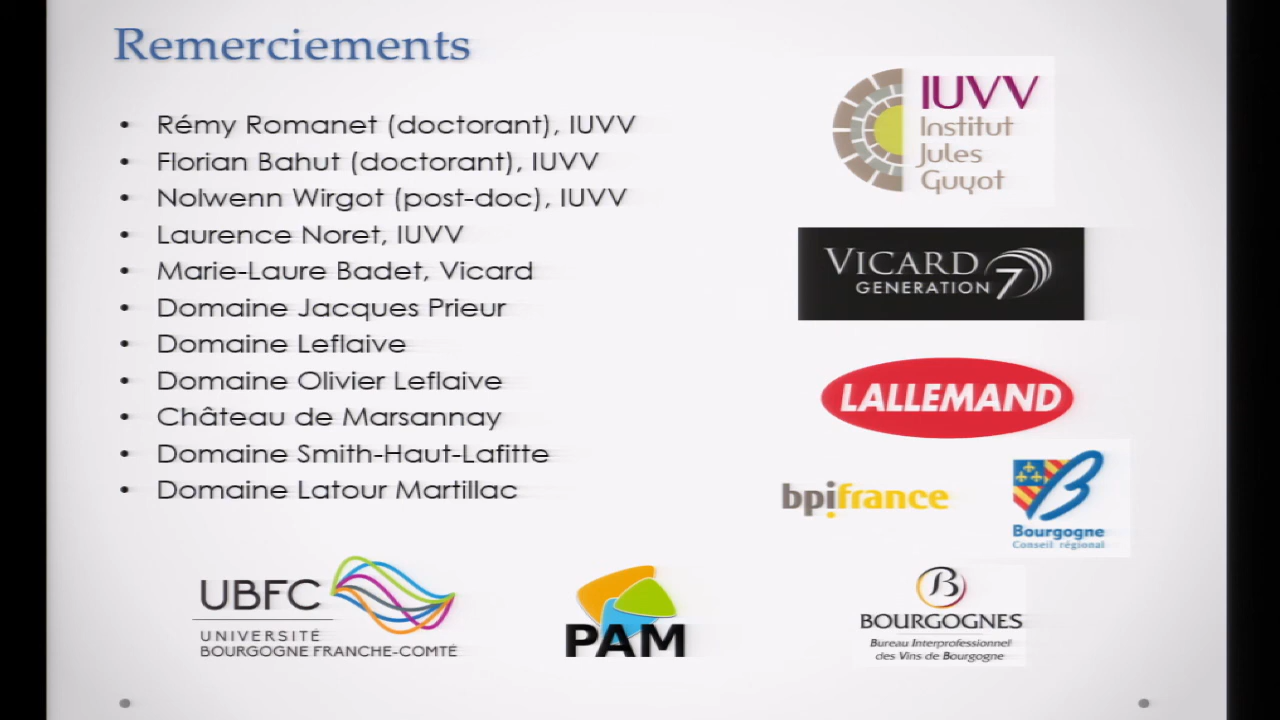 Remerciements
• Rémy Romanet (doctorant), IUVV
• Florian Bahut (doctorant), IUVV
• Nolwenn Wirgot (post-doc), IUVV
• Laurence Noret, IUVV
• Marie-Laure Badet, Vicard
• Domaine Jacques Prieur
• Domaine Leflaive
• Domaine Olivier Leflaive
• Château de Marsannay
• Domaine Smith-Haut-Lafitte
• Domaine Latour Martillac
IUVV
Institut
Jules
Guyot
VICARD
GENERATION 7
LALLEMAND
bpifrance
B
Bourgogne
Conseil régional
UBFC
UNIVERSITÉ
BOURGOGNE FRANCHE-COMTÉ
PAM
B
BOURGOGNES
Bureau Interprofessionnel
des Vins de Bourgogne